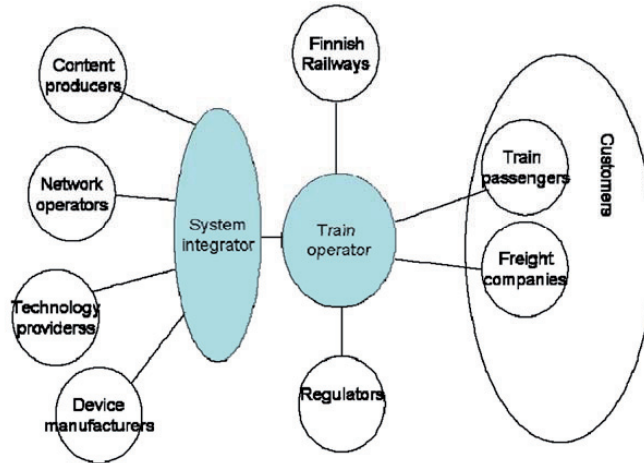 Content
producers
Network
operators
Technology
providerss
Device
manufacturers
System
integrator
Finnish
Railways
Train
operator
Regulators
Train
passengers
Freight
companies
Customers